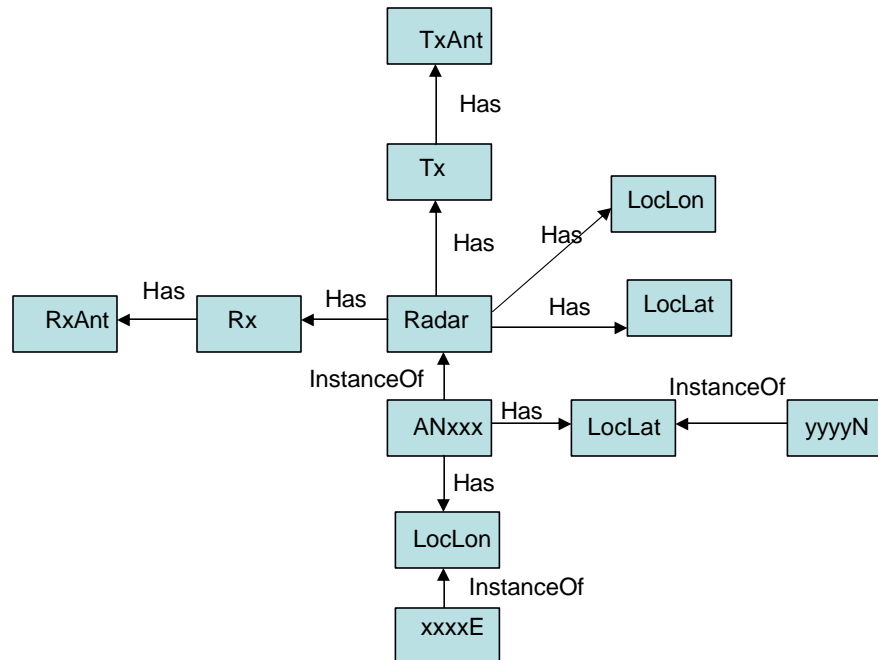 TxAnt
Has
Tx
LocLon
Has
Has
Has
Has
Has
LocLat
RxAnt
Rx
Radar
InstanceOf
InstanceOf
Has
ANxxx
LocLat
yyyyN
Has
LocLon
InstanceOf
xxxxE